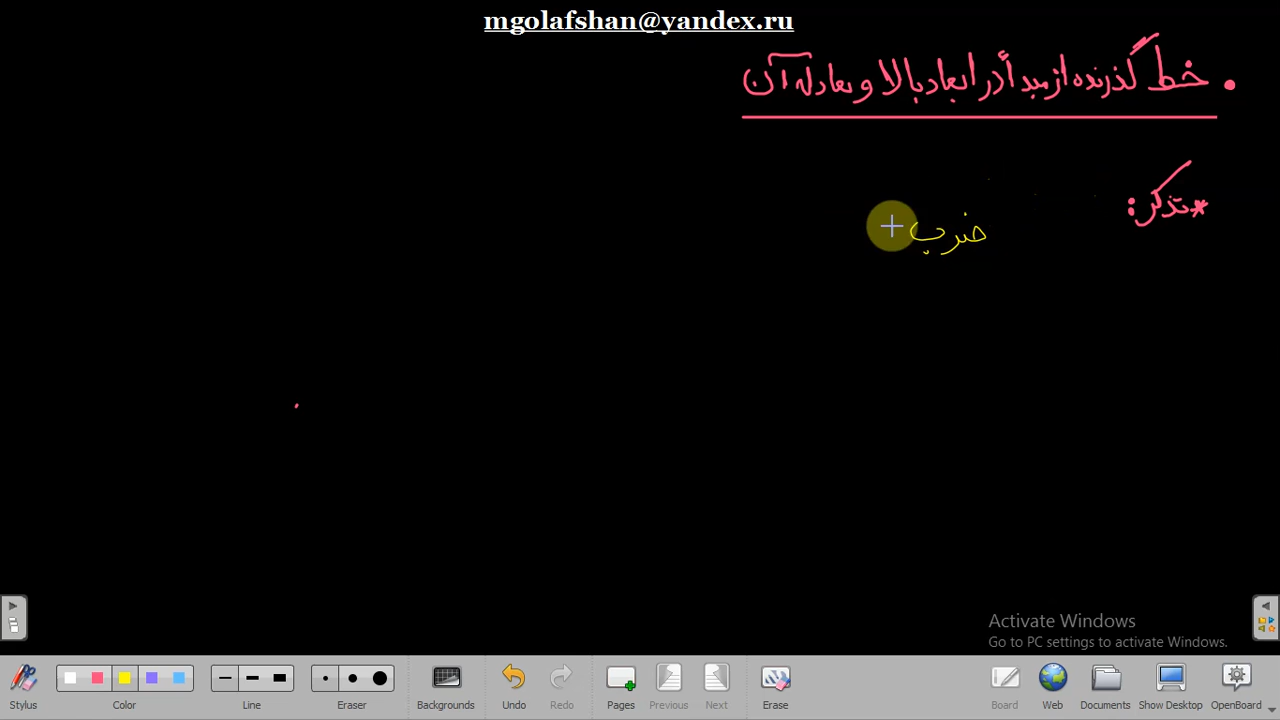 mgolafshan@yandex.ru
• خط گذرنده از مبدأ در ابعاد بالا و معادله آن
* تذکر:
ضرب
Activate Windows
Go to PC settings to activate Windows.
Stylus Color Line Eraser Backgrounds Undo Redo Pages Previous Next Erase Board Web Documents Show Desktop OpenBoard